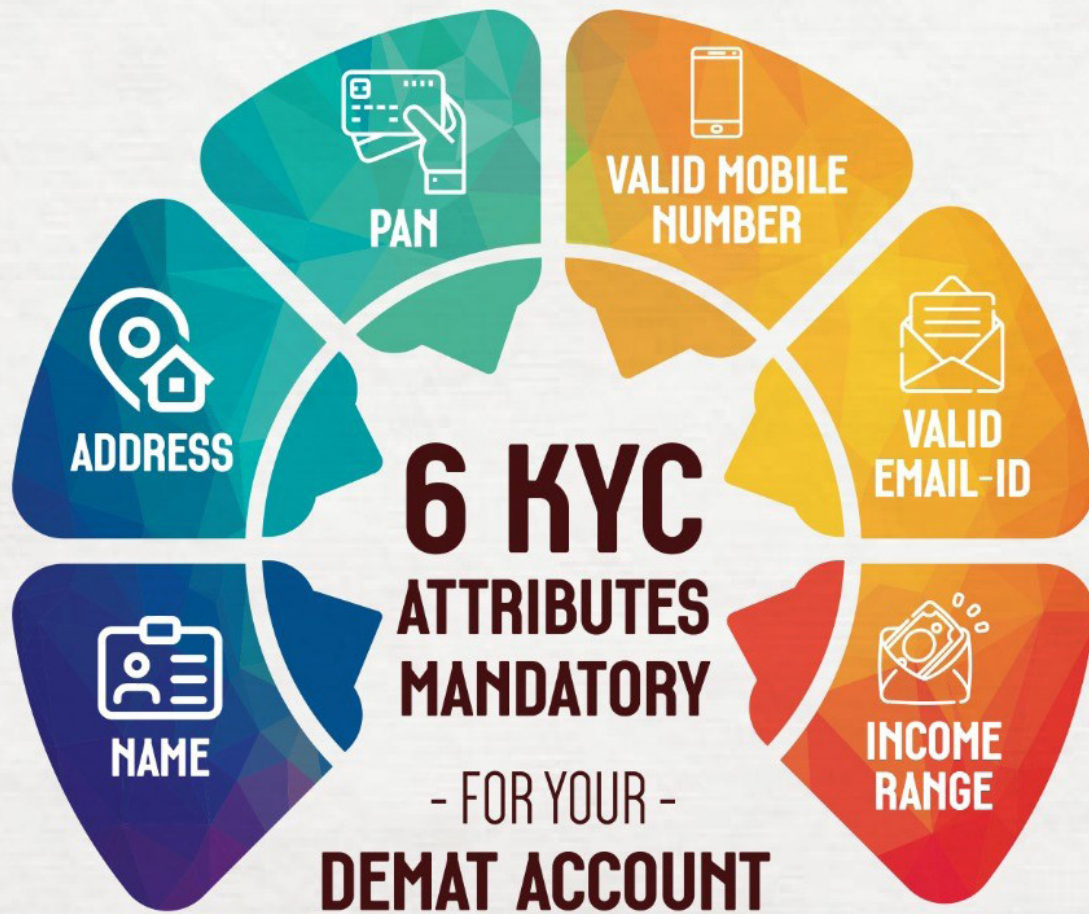 PAN
VALID MOBILE
NUMBER
ADDRESS
VALID
EMAIL-ID
NAME
INCOME
RANGE
6 KYC
ATTRIBUTES
MANDATORY
- FOR YOUR -
DEMAT ACCOUNT